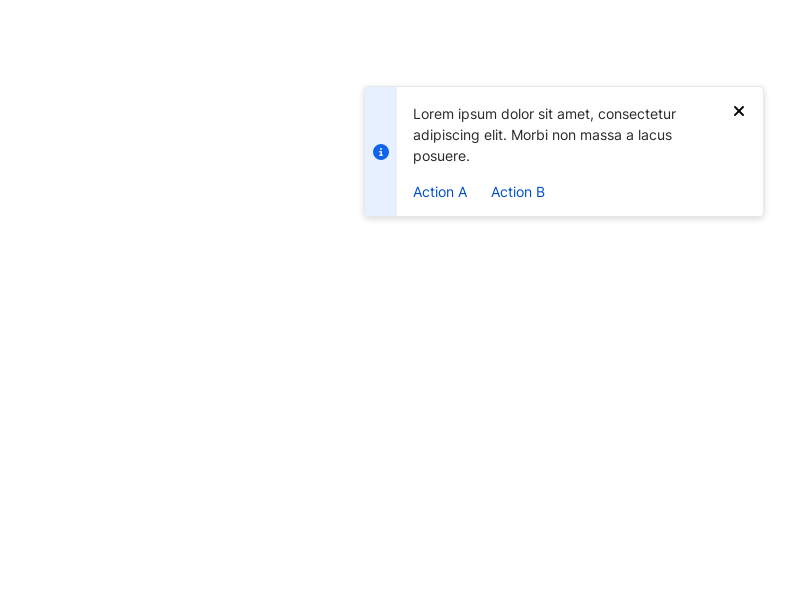 Lorem ipsum dolor sit amet, consectetur
adipiscing elit. Morbi non massa a lacus
posuere.
Action A Action B